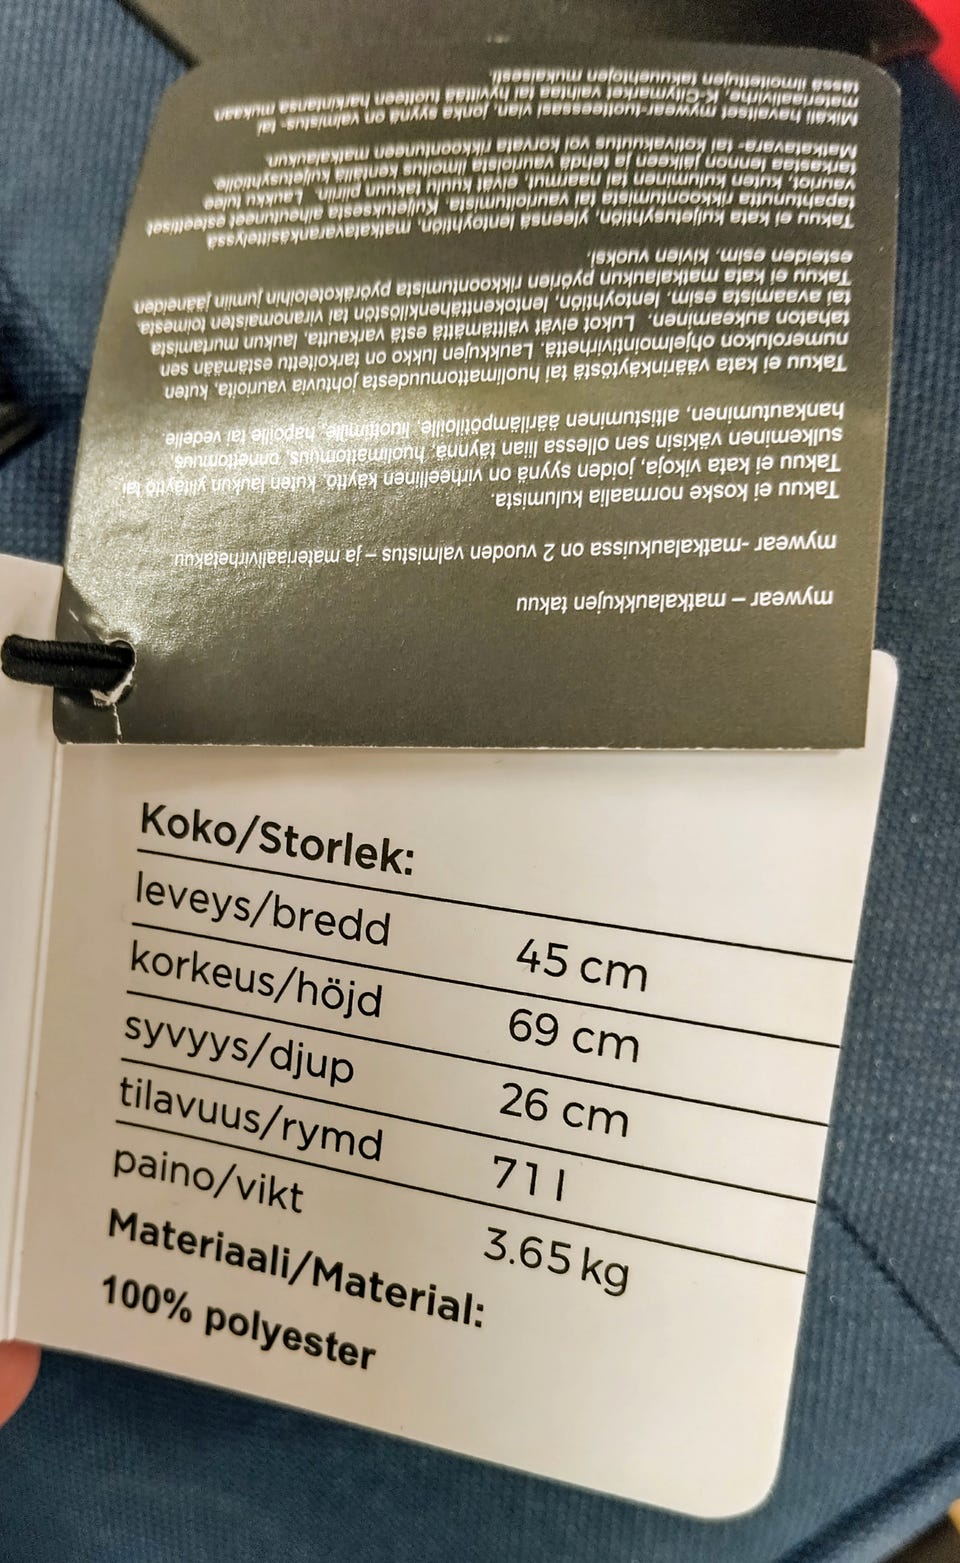 mywear – matkalaukkujen takuu
mywear -matkalaukuissa on 2 vuoden valmistus – ja materiaalivirhetakuu
Takuu ei koske normaalia kulumista.
Takuu ei kata vikoja, joiden syynä on virheellinen käyttö, kuten laukun ylitäyttö tai
sulkeminen väkisin sen ollessa liian täynnä, huolimattomuus, onnettomuus,
hankautuminen, altistuminen äärilämpötiloille, liuottimille, hapoille tai vedelle.
Takuu ei kata väärinkäytöstä tai huolimattomuudesta johtuvia vaurioita, kuten
numerolukon ohjelmointivirhettä. Laukkujen lukko on tarkoitettu estämään sen
tahaton aukeaminen. Lukot eivät välttämättä estä varkautta, laukun murtamista
tai avaamista esim. lentoyhtiön, lentokenttähenkilöstön tai viranomaisten toimesta.
Takuu ei kata matkalaukun pyörien rikkoontumista pyöräkoteloihin jumiin jääneiden
esteiden esim. kivien vuoksi.
Takuu ei kata kuljetusyhtiön, yleensä lentoyhtiön, matkatavarankäsittelyssä
tapahtunutta rikkoontumista tai vaurioitumista. Kuljetuksesta aiheutuneet esteettiset
vauriot, kuten kuluminen tai naarmut, eivät kuulu takuun piiriin. Laukku tulee
tarkastaa lennon jälkeen ja tehdä vaurioista ilmoitus kentällä kuljetusyhtiölle.
Matkatavara- tai kotivakuutus voi korvata rikkoontuneen matkalaukun.
Mikäli havaitset mywear-tuotteessasi vian, jonka syynä on valmistus- tai
materiaalivirhe, K-Citymarket vaihtaa tai hyvittää tuotteen harkintansa mukaan
tässä ilmoitettujen takuuehtojen mukaisesti.
Koko/Storlek:
leveys/bredd 45 cm
korkeus/höjd 69 cm
syvyys/djup 26 cm
tilavuus/rymd 71 l
paino/vikt 3.65 kg
Materiaali/Material:
100% polyester